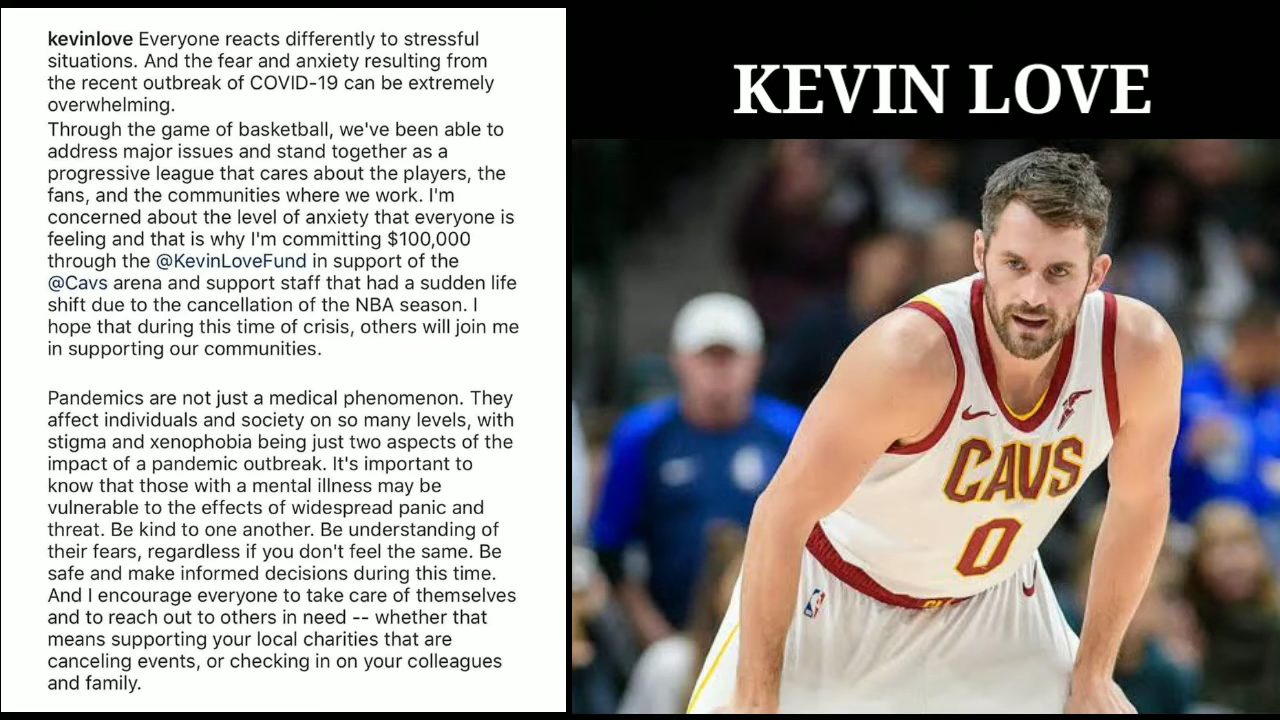 kevinlove Everyone reacts differently to stressful
situations. And the fear and anxiety resulting from
the recent outbreak of COVID-19 can be extremely
overwhelming.
Through the game of basketball, we've been able to
address major issues and stand together as a
progressive league that cares about the players, the
fans, and the communities where we work. I'm
concerned about the level of anxiety that everyone is
feeling and that is why I'm committing $100,000
through the @KevinLoveFund in support of the
@Cavs arena and support staff that had a sudden life
shift due to the cancellation of the NBA season. I
hope that during this time of crisis, others will join me
in supporting our communities.
Pandemics are not just a medical phenomenon. They
affect individuals and society on so many levels, with
stigma and xenophobia being just two aspects of the
impact of a pandemic outbreak. It's important to
know that those with a mental illness may be
vulnerable to the effects of widespread panic and
threat. Be kind to one another. Be understanding of
their fears, regardless if you don't feel the same. Be
safe and make informed decisions during this time.
And I encourage everyone to take care of themselves
and to reach out to others in need -- whether that
means supporting your local charities that are
canceling events, or checking in on your colleagues
and family.
KEVIN LOVE
CAVS
0